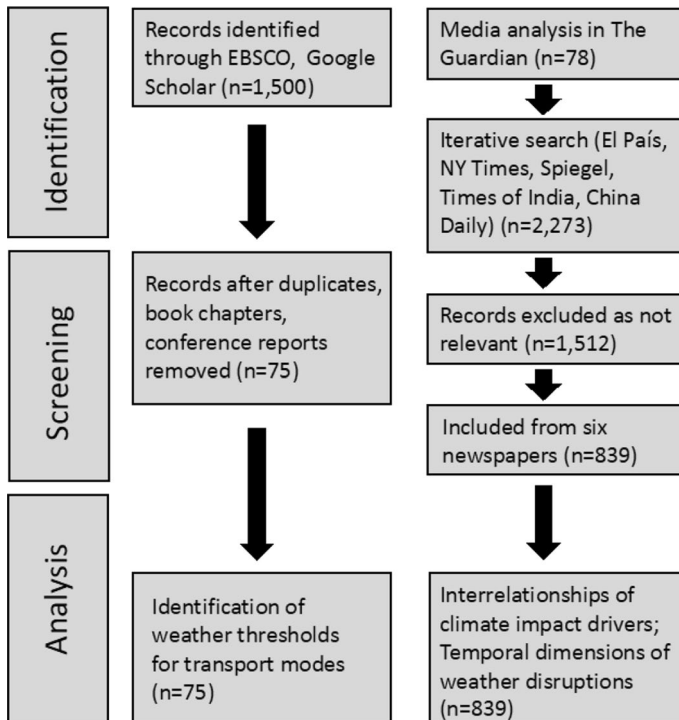 Identification
Records identified
through EBSCO, Google
Scholar (n=1,500)
Media analysis in The
Guardian (n=78)
Iterative search (El País,
NY Times, Spiegel,
Times of India, China
Daily) (n=2,273)
Screening
Records after duplicates,
book chapters,
conference reports
removed (n=75)
Records excluded as not
relevant (n=1,512)
Included from six
newspapers (n=839)
Analysis
Identification of
weather thresholds
for transport modes
(n=75)
Interrelationships of
climate impact drivers;
Temporal dimensions of
weather disruptions
(n=839)